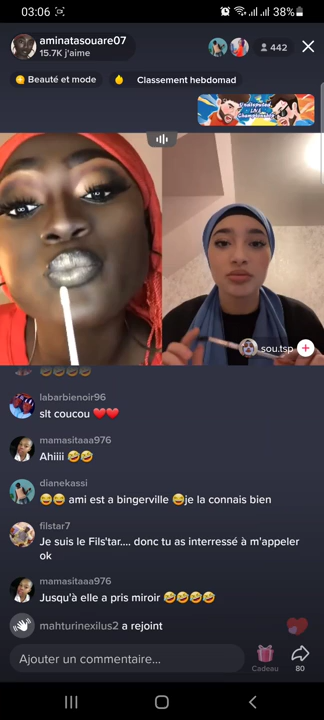 03:06
38%
aminatasouare07
15.7K j'aime
442
Beauté et mode
Classement hebdomad
LIVE
Championship
sou.tsp
labarbienoir96
slt coucou ❤️❤️
mamasitaaa976
Ahiiii 🤣🤣
dianekassi
😂😂 ami est a bingerville 😂je la connais bien
filstar7
Je suis le Fils'tar.... donc tu as interressé à m'appeler
ok
mamasitaaa976
Jusqu'à elle a pris miroir 🤣🤣🤣🤣
mahturinexilus2 a rejoint
Ajouter un commentaire...
Cadeau
80